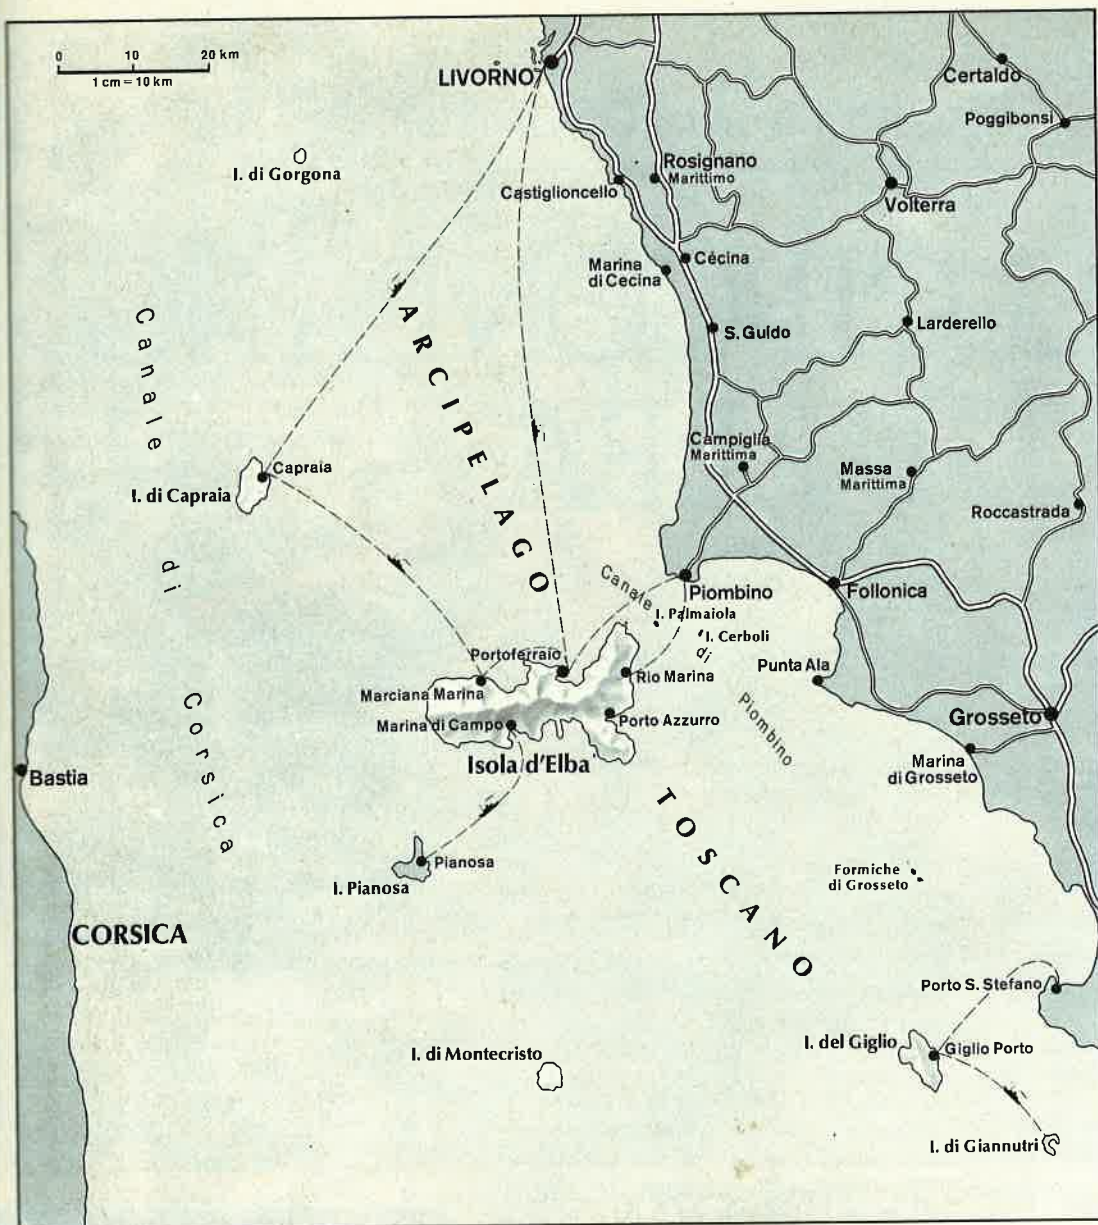 0 10 20 km
1 cm = 10 km
LIVORNO
Certaldo
Poggibonsi
I. di Gorgona
Rosignano
Marittimo
Castiglioncello
Volterra
Cécina
Marina
di Cecina
Canale di Corsica
ARCIPELAGO TOSCANO
S. Guido
Larderello
Campiglia
Marittima
Capraia
I. di Capraia
Massa
Marittima
Roccastrada
Canale di Piombino
Piombino
Follonica
I. Palmaiola
I. Cerboli
Portoferraio
Rio Marina
Punta Ala
Marciana Marina
Marina di Campo
Porto Azzurro
Grosseto
Isola d'Elba
Marina
di Grosseto
Bastia
Pianosa
I. Pianosa
Formiche
di Grosseto
CORSICA
Porto S. Stefano
I. di Montecristo
I. del Giglio
Giglio Porto
I. di Giannutri